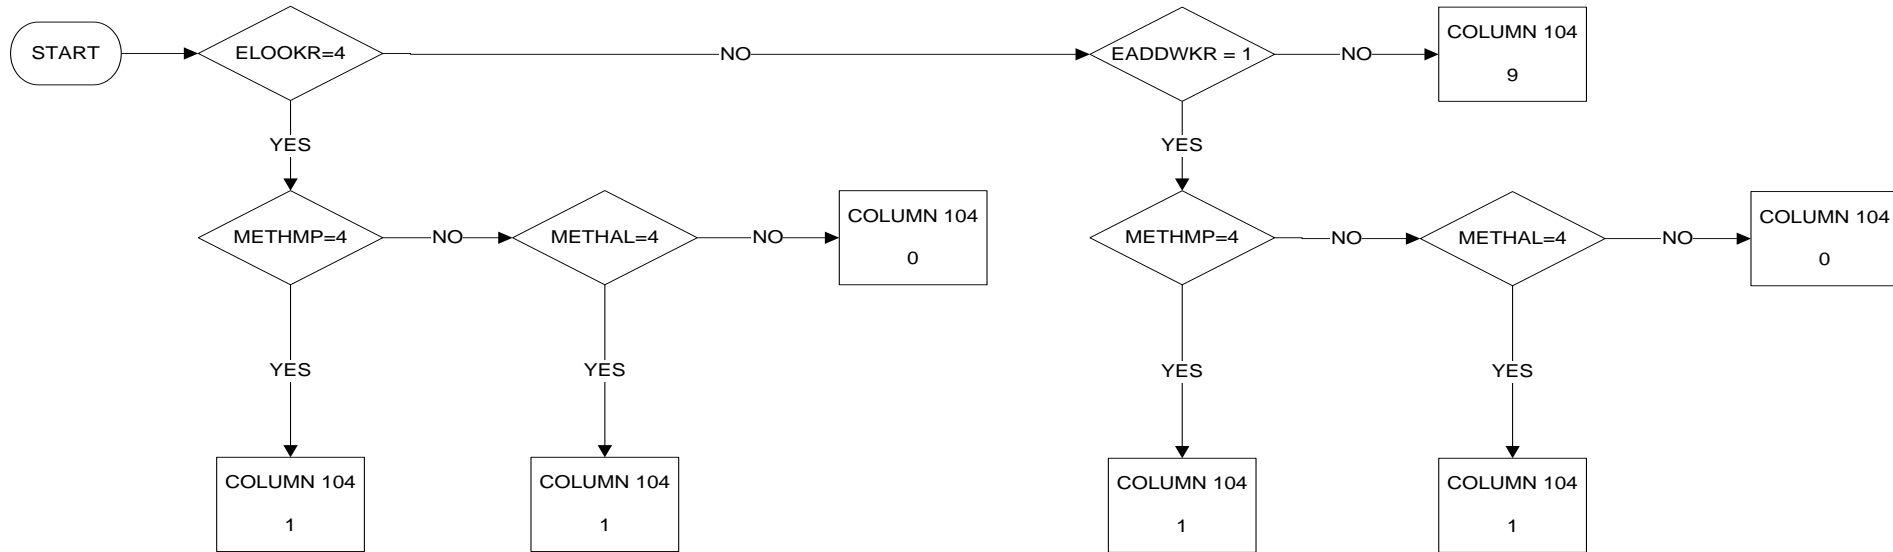 START
ELOOKR=4
NO
EADDWKR = 1
NO
COLUMN 104
9
YES
YES
METHMP=4
NO
METHAL=4
NO
COLUMN 104
0
METHMP=4
NO
METHAL=4
NO
COLUMN 104
0
YES
YES
YES
YES
COLUMN 104
1
COLUMN 104
1
COLUMN 104
1
COLUMN 104
1